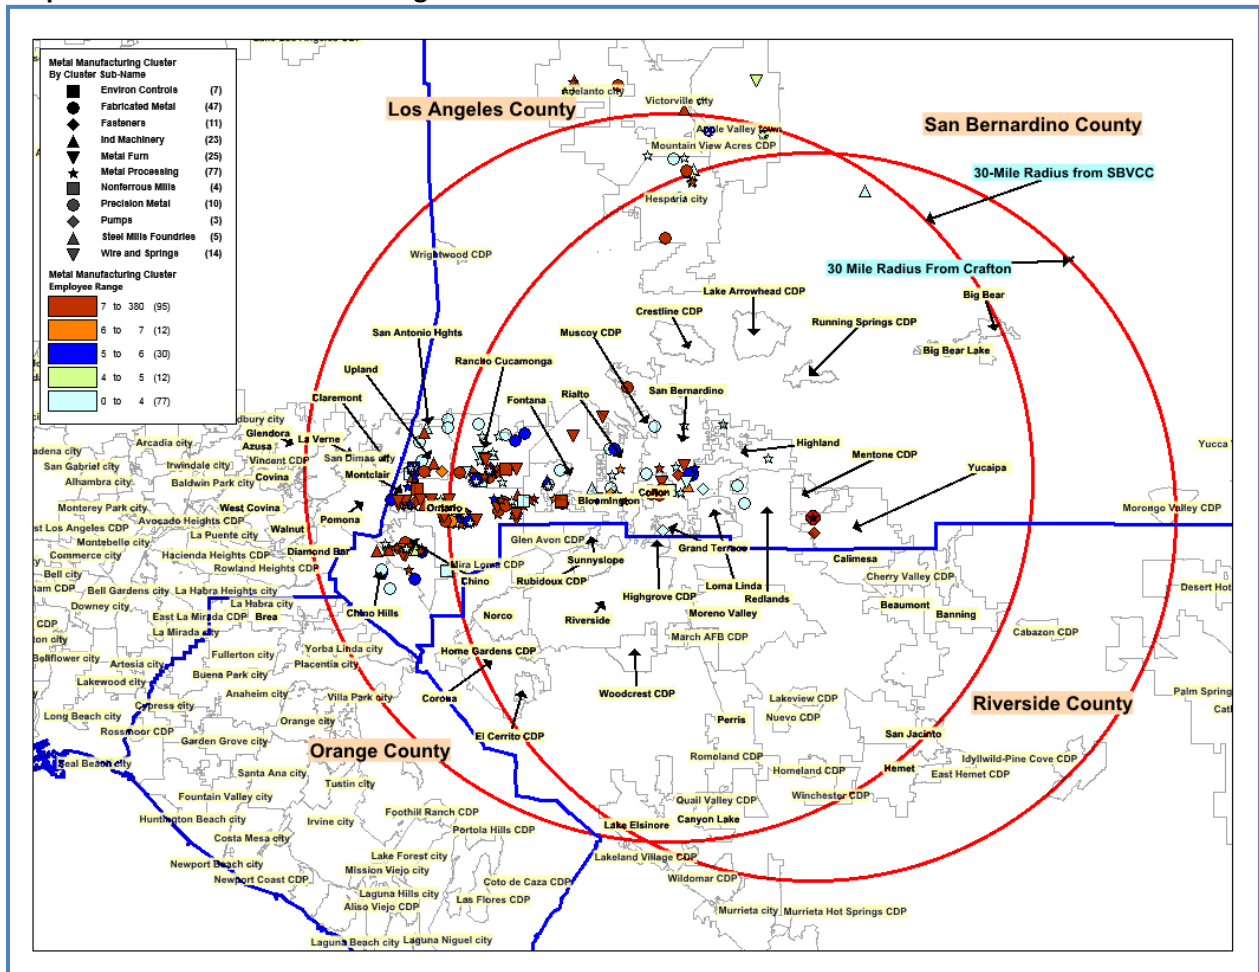 Metal Manufacturing Cluster
By Cluster Sub-Name
Environ Controls (7)
Fabricated Metal (47)
Fasteners (11)
Ind Machinery (23)
Metal Furn (25)
Metal Processing (77)
Nonferrous Mills (4)
Precision Metal (10)
Pumps (3)
Steel Mills Foundries (5)
Wire and Springs (14)
Metal Manufacturing Cluster
Employee Range
7 to 380 (95)
6 to 7 (12)
5 to 6 (30)
4 to 5 (12)
0 to 4 (77)
Los Angeles County
San Bernardino County
30-Mile Radius from SBVCC
30 Mile Radius From Crafton
Adelanto city
Victorville city
Apple Valley town
Mountain View Acres CDP
Hesperia city
Wrightwood CDP
Lake Arrowhead CDP
Big Bear
Crestline CDP
Running Springs CDP
Big Bear Lake
San Antonio Hghts
Muscoy CDP
Rancho Cucamonga
Upland
Claremont
Fontana
Rialto
San Bernardino
Highland
Mentone CDP
Yucaipa
Glendora
La Verne
Azusa
Arcadia city
San Dimas city
Vincent CDP
Irwindale city
San Gabriel city
Alhambra city
Baldwin Park city
Covina
Montclair
Monterey Park city
West Covina
Pomona
Ontario
Bloomington
Colton
Morongo Valley CDP
Avocado Heights CDP
Walnut
La Puente city
Montebello city
Commerce city
Hacienda Heights CDP
Diamond Bar
Rowland Heights CDP
Glen Avon CDP
Grand Terrace
Sunnyslope
Calimesa
Mira Loma CDP
Bell city
Chino
Rubidoux CDP
Loma Linda
Cherry Valley CDP
Bell Gardens city
La Habra Heights city
Highgrove CDP
Redlands
Downey city
La Habra city
Chino Hills
Norco
Riverside
Moreno Valley
Beaumont
Banning
East La Mirada CDP
Brea
La Mirada city
March AFB CDP
Cabazon CDP
Yorba Linda city
Home Gardens CDP
Fullerton city
Placentia city
Bellflower city
Artesia city
Buena Park city
Lakewood city
Anaheim city
Villa Park city
Corona
Woodcrest CDP
Lakeview CDP
Riverside County
Cypress city
Long Beach city
Orange city
Perris
Nuevo CDP
Rossmoor CDP
Garden Grove city
El Cerrito CDP
San Jacinto
Orange County
Romoland CDP
Idyllwild-Pine Cove CDP
Seal Beach city
Homeland CDP
Hemet
East Hemet CDP
Santa Ana city
Tustin city
Fountain Valley city
Winchester CDP
Quail Valley CDP
Foothill Ranch CDP
Huntington Beach city
Irvine city
Canyon Lake
Lake Elsinore
Portola Hills CDP
Costa Mesa city
Lake Forest city
Lakeland Village CDP
Newport Beach city
Mission Viejo city
Newport Coast CDP
Coto de Caza CDP
Wildomar CDP
Laguna Hills city
Las Flores CDP
Aliso Viejo CDP
Murrieta city
Murrieta Hot Springs CDP
Laguna Beach city
Laguna Niguel city